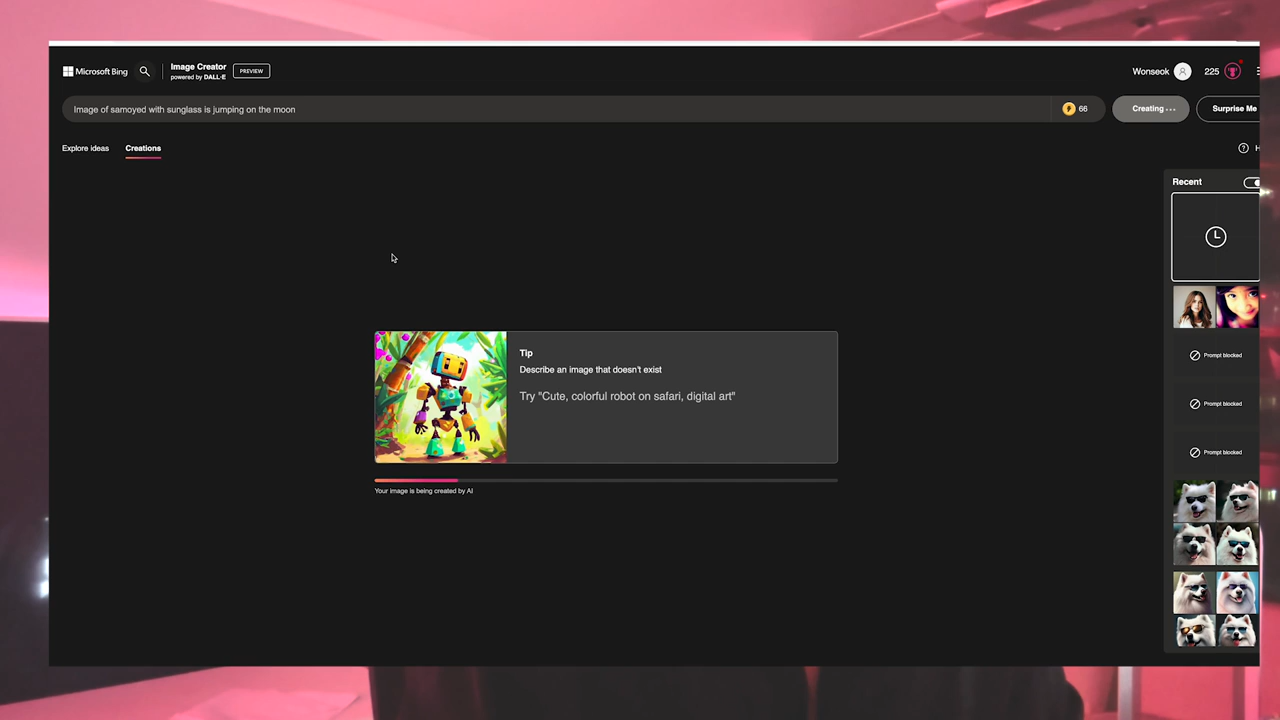 Microsoft Bing
Image Creator
powered by DALL·E
PREVIEW
Wonseok
225
Image of samoyed with sunglass is jumping on the moon
66
Creating
Surprise Me
Explore ideas
Creations
H
Recent
Tip
Describe an image that doesn't exist
Try "Cute, colorful robot on safari, digital art"
Your image is being created by AI
Prompt blocked
Prompt blocked
Prompt blocked